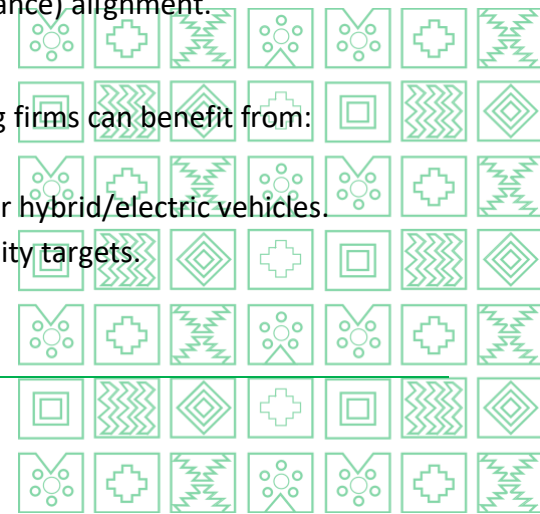 ance) alignment.
g firms can benefit from:
r hybrid/electric vehicles.
ity targets.